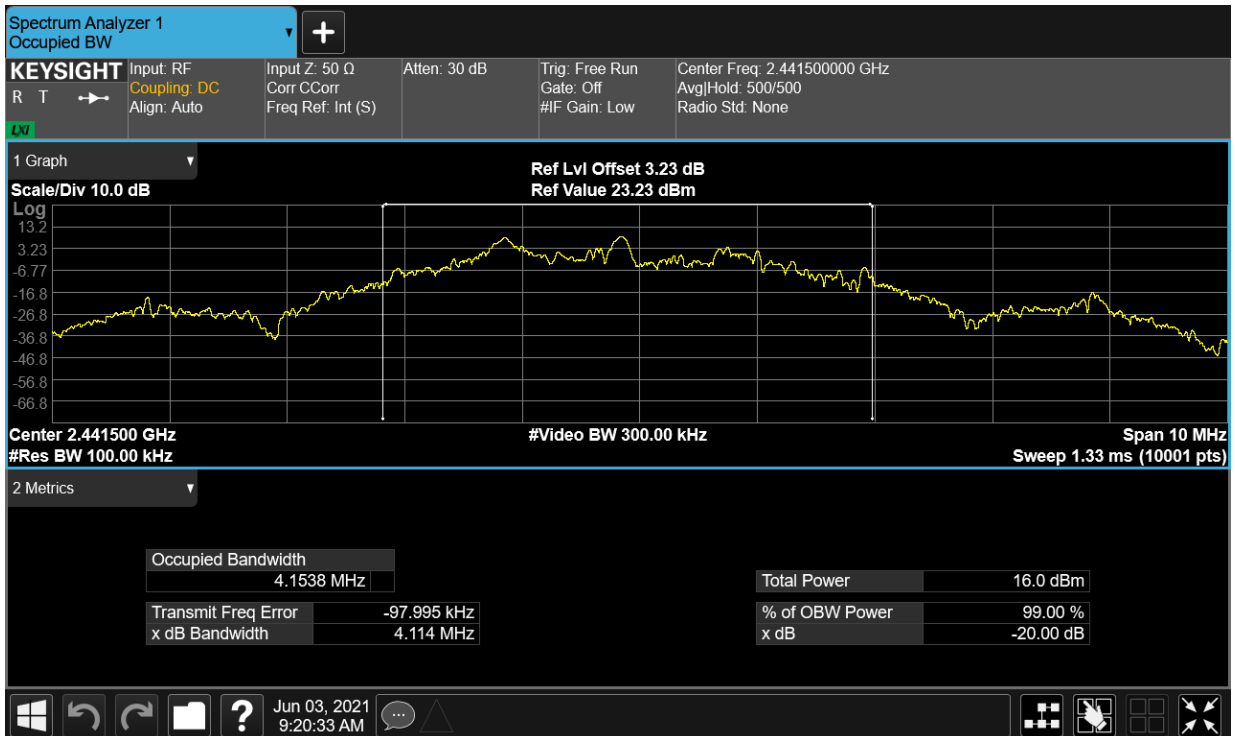 Spectrum Analyzer 1
Occupied BW
▼
+
KEYSIGHT
R T
LXI
Input: RF
Coupling: DC
Align: Auto
Input Z: 50 Ω
Corr CCorr
Freq Ref: Int (S)
Atten: 30 dB
Trig: Free Run
Gate: Off
#IF Gain: Low
Center Freq: 2.441500000 GHz
Avg|Hold: 500/500
Radio Std: None
1 Graph ▼
Scale/Div 10.0 dB
Ref Lvl Offset 3.23 dB
Ref Value 23.23 dBm
Log
13.2
3.23
-6.77
-16.8
-26.8
-36.8
-46.8
-56.8
-66.8
Center 2.441500 GHz
#Res BW 100.00 kHz
#Video BW 300.00 kHz
Span 10 MHz
Sweep 1.33 ms (10001 pts)
2 Metrics ▼
Occupied Bandwidth
4.1538 MHz
Transmit Freq Error -97.995 kHz
x dB Bandwidth 4.114 MHz
Total Power 16.0 dBm
% of OBW Power 99.00 %
x dB -20.00 dB
?
Jun 03, 2021
9:20:33 AM